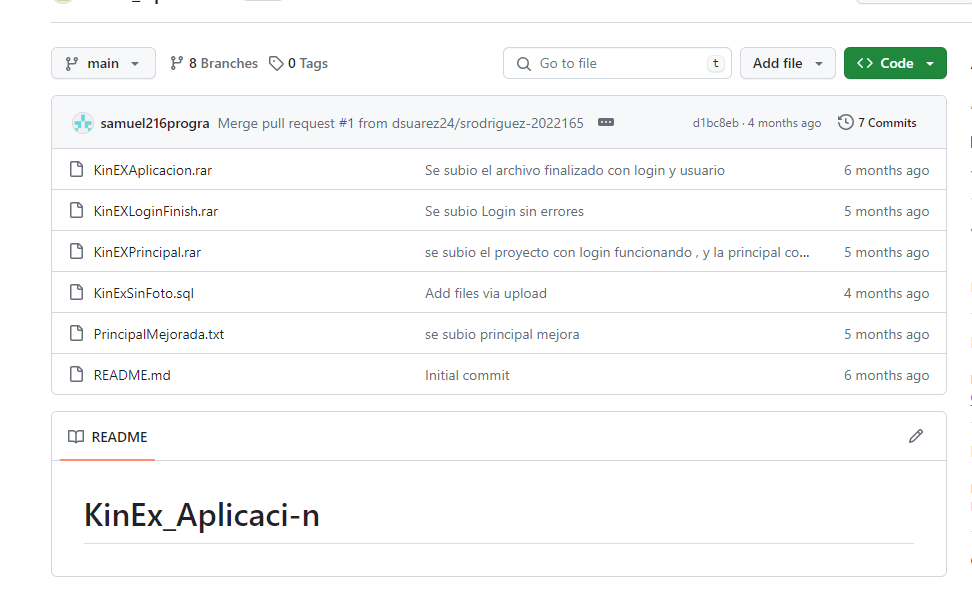 main 8 Branches 0 Tags Go to file t Add file Code
samuel216progra Merge pull request #1 from dsuarez24/srodriguez-2022165 d1bc8eb · 4 months ago 7 Commits
KinEXAplicacion.rar Se subio el archivo finalizado con login y usuario 6 months ago
KinEXLoginFinish.rar Se subio Login sin errores 5 months ago
KinEXPrincipal.rar se subio el proyecto con login funcionando , y la principal co... 5 months ago
KinExSinFoto.sql Add files via upload 4 months ago
PrincipalMejorada.txt se subio principal mejora 5 months ago
README.md Initial commit 6 months ago
README
KinEx_Aplicaci-n